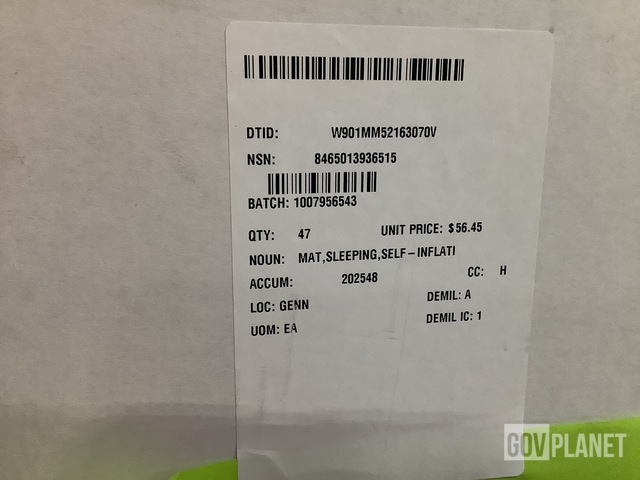 DTID: W901MM52163070V
NSN: 8465013936515
BATCH: 1007956543
QTY: 47 UNIT PRICE: $56.45
NOUN: MAT,SLEEPING,SELF-INFLATI
ACCUM: 202548 CC: H
LOC: GENN DEMIL: A
UOM: EA DEMIL IC: 1
GOVPLANET